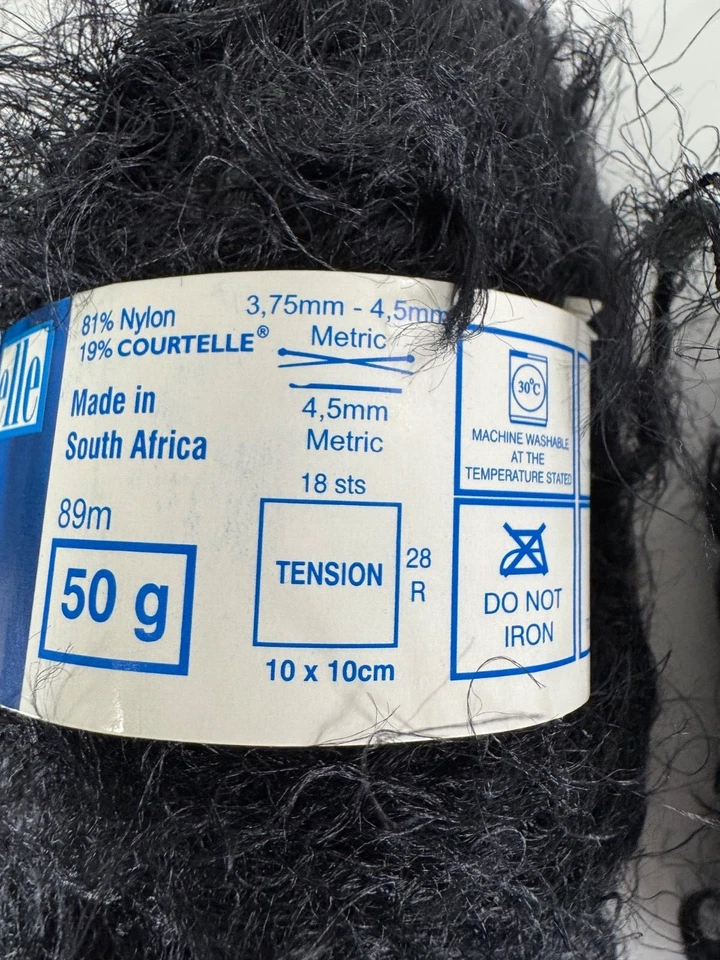 elle
81% Nylon
19% COURTELLE®
Made in
South Africa
89m
50 g
3,75mm - 4,5mm
Metric
4,5mm
Metric
18 sts
TENSION
28
R
10 x 10cm
30°C
MACHINE WASHABLE
AT THE
TEMPERATURE STATED
DO NOT
IRON